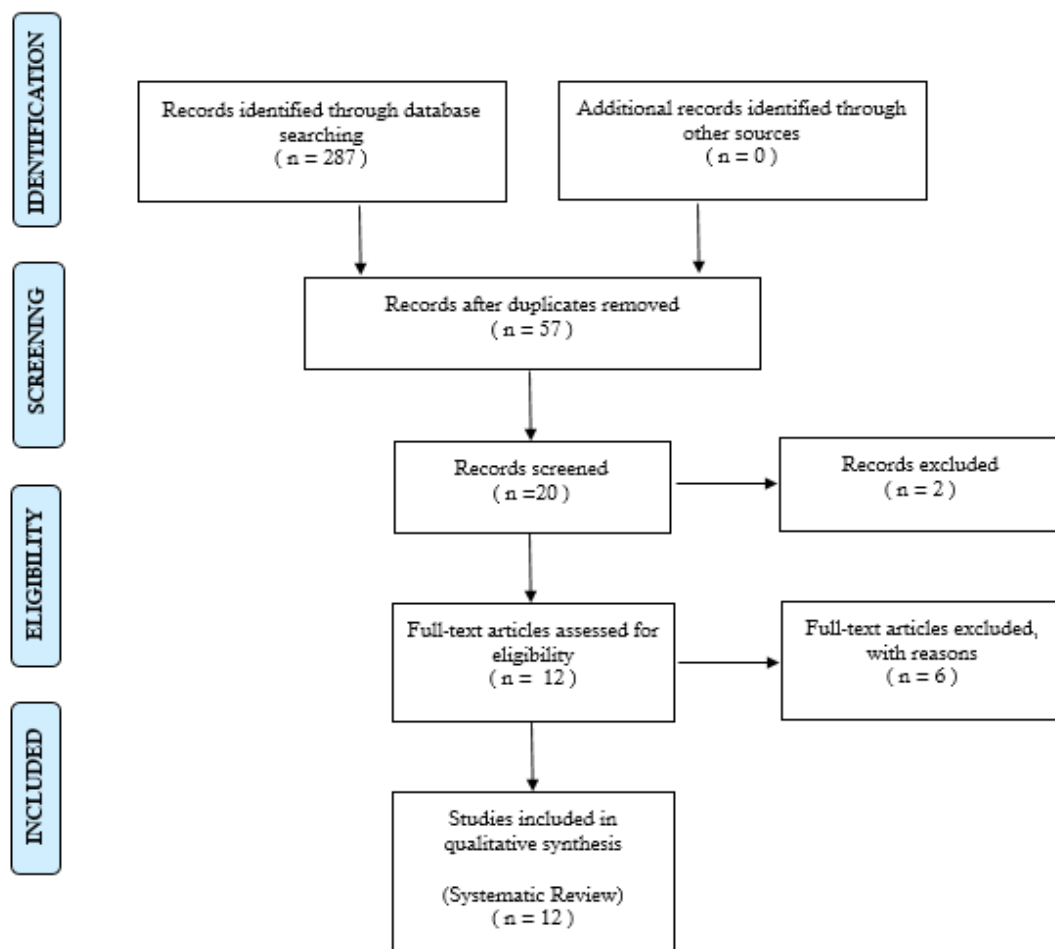 IDENTIFICATION
Records identified through database
searching
( n = 287 )
Additional records identified through
other sources
( n = 0 )
SCREENING
Records after duplicates removed
( n = 57 )
Records screened
( n =20 )
Records excluded
( n = 2 )
ELIGIBILITY
Full-text articles assessed for
eligibility
( n = 12 )
Full-text articles excluded,
with reasons
( n = 6 )
INCLUDED
Studies included in
qualitative synthesis
(Systematic Review)
( n = 12 )